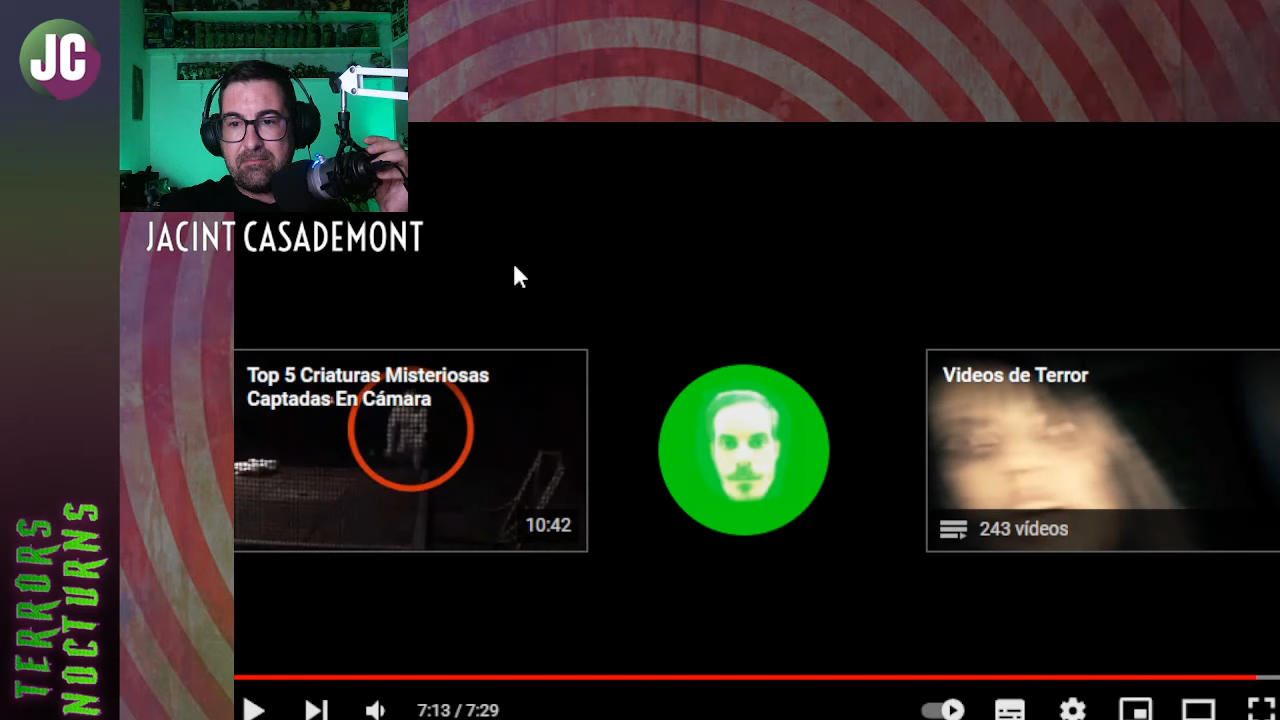 JC
JACINT CASADEMONT
Top 5 Criaturas Misteriosas
Captadas En Cámara
10:42
Videos de Terror
243 vídeos
TERRORS
NOCTURNS
7:13 / 7:29